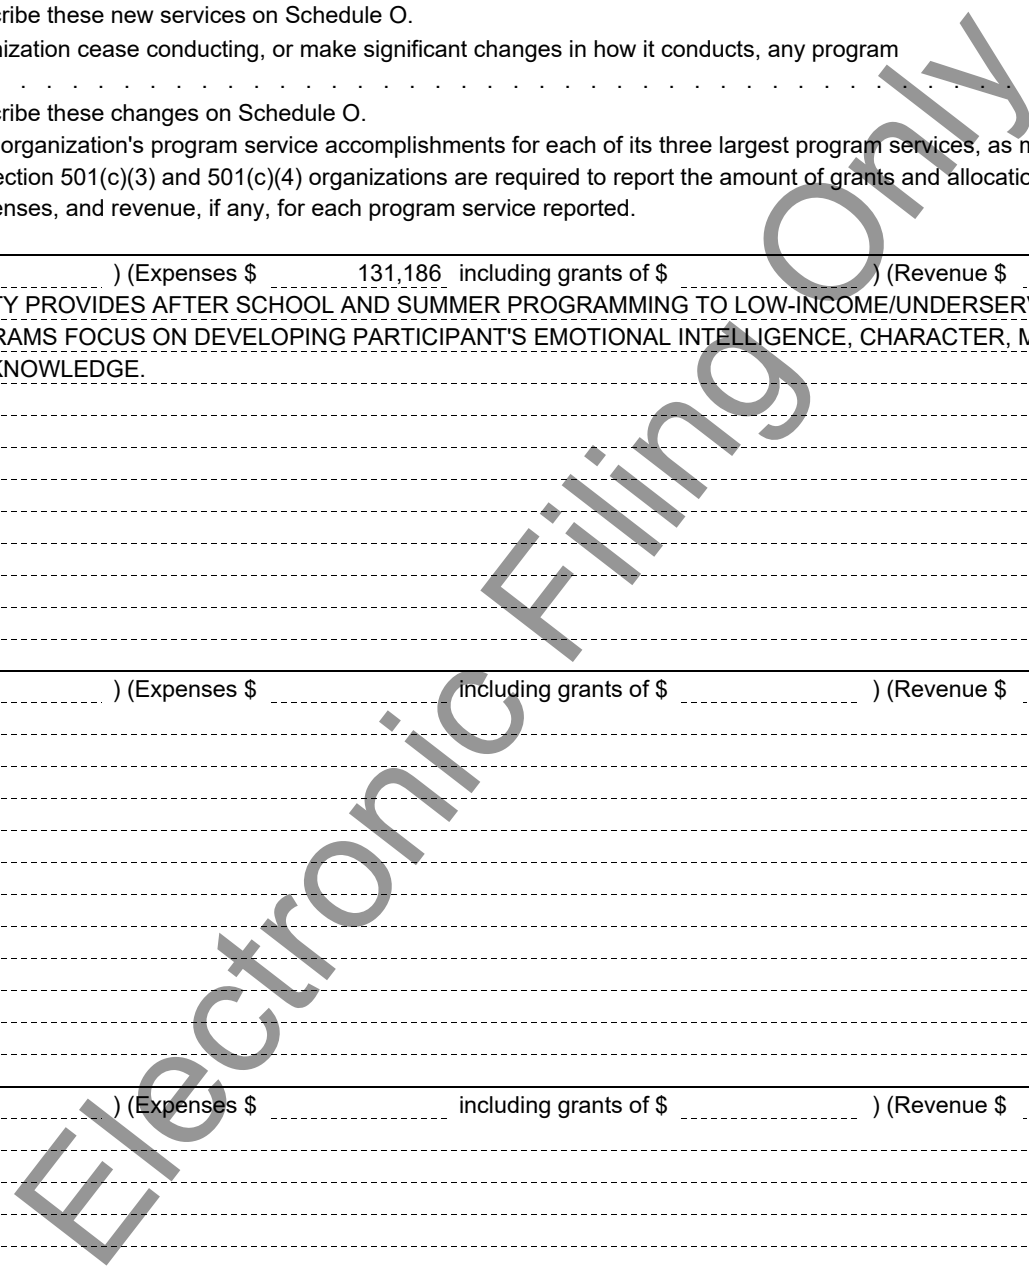 cribe these new services on Schedule O.
nization cease conducting, or make significant changes in how it conducts, any program
. . . . . . . . . . . . . . . . . . . . . . . . . . . . . . . . . . . . . . .
cribe these changes on Schedule O.
organization's program service accomplishments for each of its three largest program services, as m
ection 501(c)(3) and 501(c)(4) organizations are required to report the amount of grants and allocatio
enses, and revenue, if any, for each program service reported.
) (Expenses $ 131,186 including grants of $ ) (Revenue $
TY PROVIDES AFTER SCHOOL AND SUMMER PROGRAMMING TO LOW-INCOME/UNDERSERV
RAMS FOCUS ON DEVELOPING PARTICIPANT'S EMOTIONAL INTELLIGENCE, CHARACTER, M
KNOWLEDGE.
) (Expenses $ including grants of $ ) (Revenue $
) (Expenses $ including grants of $ ) (Revenue $
Electronic Filing Only